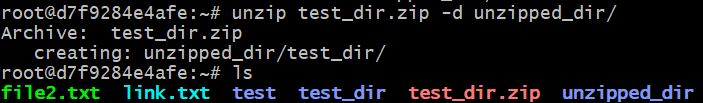 root@d7f9284e4afe:~# unzip test_dir.zip -d unzipped_dir/
Archive:  test_dir.zip
   creating: unzipped_dir/test_dir/
root@d7f9284e4afe:~# ls
file2.txt  link.txt  test  test_dir  test_dir.zip  unzipped_dir